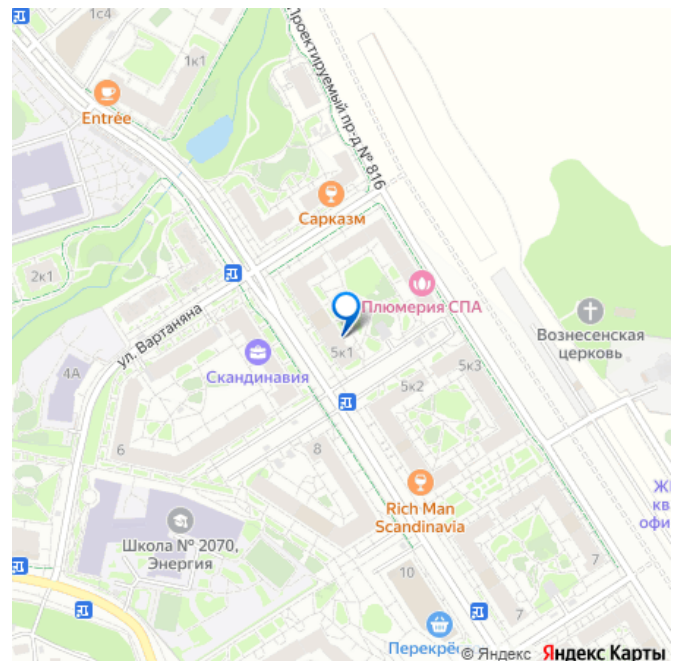 1с4
1к1
Entrée
Проектируемый пр-д № 816
Сарказм
2к1
Плюмерия СПА
ул. Вартаняна
Вознесенская
церковь
5к1
Скандинавия
4А
5к2
5к3
6
8
Rich Man
Scandinavia
Школа № 2070,
Энергия
10
7
7
Перекрё
© Яндекс Яндекс Карты